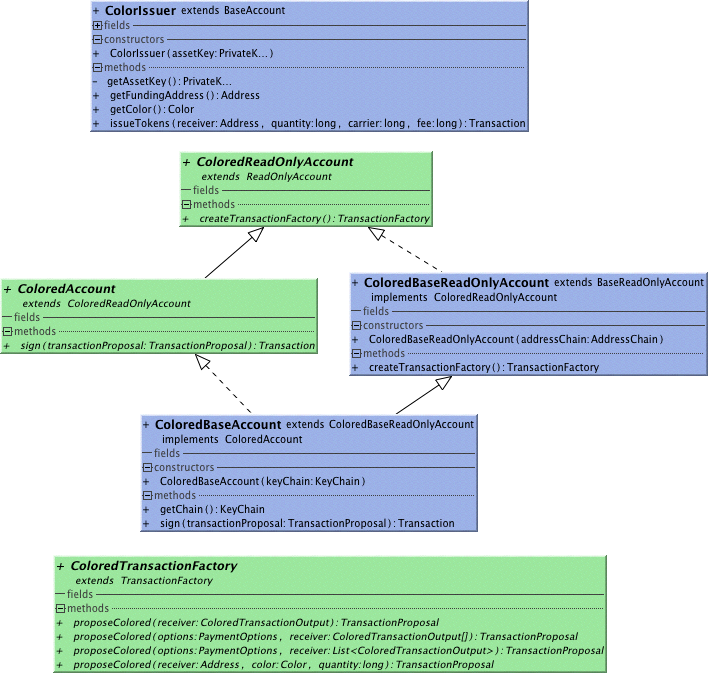 + ColorIssuer extends BaseAccount
fields
constructors
+ ColorIssuer(assetKey:PrivateK...)
methods
- getAssetKey():PrivateK...
+ getFundingAddress():Address
+ getColor():Color
+ issueTokens(receiver:Address, quantity:long, carrier:long, fee:long):Transaction
+ ColoredReadOnlyAccount
extends ReadOnlyAccount
fields
methods
+ createTransactionFactory():TransactionFactory
+ ColoredAccount
extends ColoredReadOnlyAccount
fields
methods
+ sign(transactionProposal:TransactionProposal):Transaction
+ ColoredBaseReadOnlyAccount extends BaseReadOnlyAccount
implements ColoredReadOnlyAccount
fields
constructors
+ ColoredBaseReadOnlyAccount(addressChain:AddressChain)
methods
+ createTransactionFactory():TransactionFactory
+ ColoredBaseAccount extends ColoredBaseReadOnlyAccount
implements ColoredAccount
fields
constructors
+ ColoredBaseAccount(keyChain:KeyChain)
methods
+ getChain():KeyChain
+ sign(transactionProposal:TransactionProposal):Transaction
+ ColoredTransactionFactory
extends TransactionFactory
fields
methods
+ proposeColored(receiver:ColoredTransactionOutput):TransactionProposal
+ proposeColored(options:PaymentOptions, receiver:ColoredTransactionOutput[]):TransactionProposal
+ proposeColored(options:PaymentOptions, receiver:List<ColoredTransactionOutput>):TransactionProposal
+ proposeColored(receiver:Address, color:Color, quantity:long):TransactionProposal